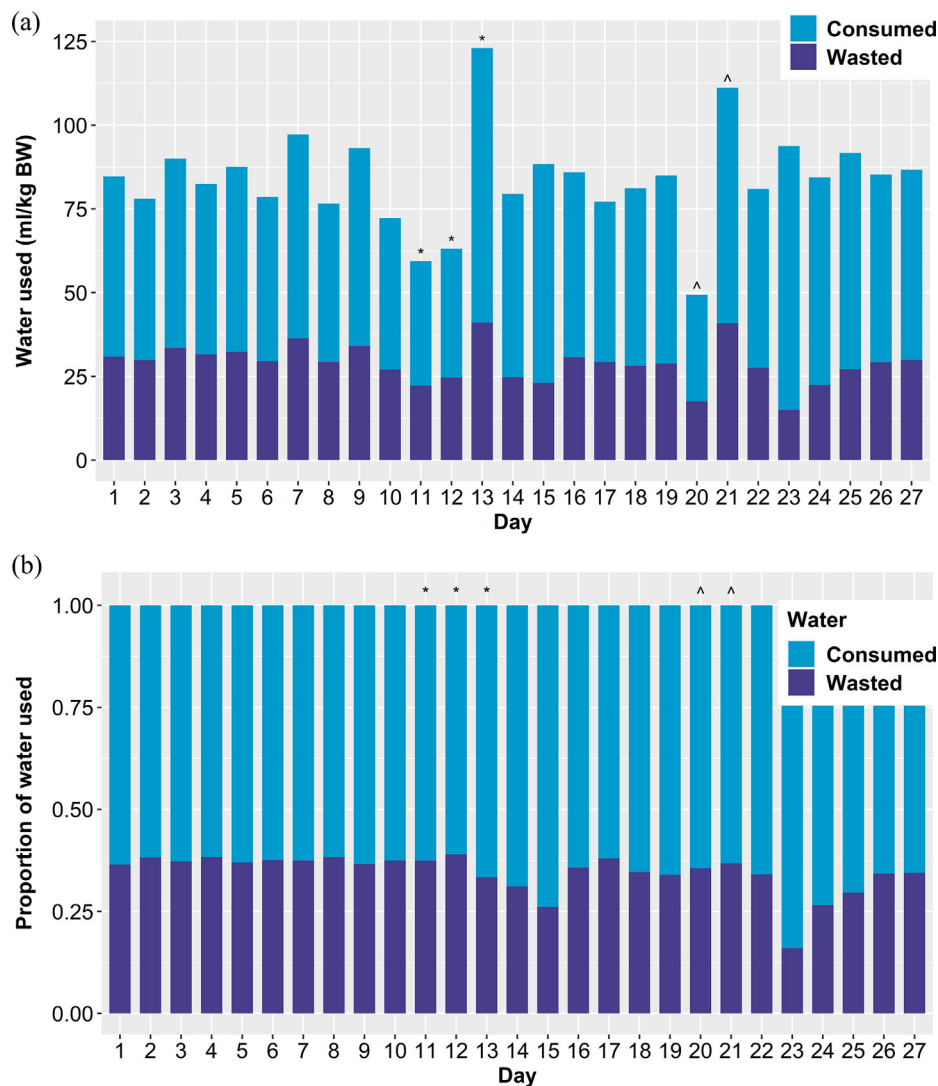 (a)
Consumed
Wasted
Water used (ml/kg BW)
125
100
75
50
25
0
* * * ^ ^
1 2 3 4 5 6 7 8 9 10 11 12 13 14 15 16 17 18 19 20 21 22 23 24 25 26 27
Day
(b)
* * * ^ ^
Water
Consumed
Wasted
Proportion of water used
1.00
0.75
0.50
0.25
0.00
1 2 3 4 5 6 7 8 9 10 11 12 13 14 15 16 17 18 19 20 21 22 23 24 25 26 27
Day